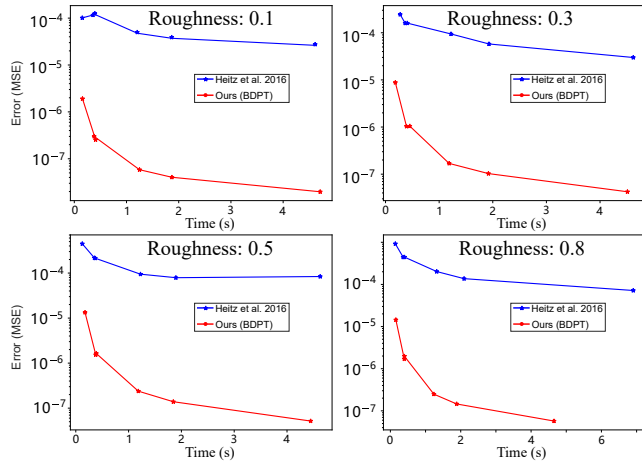 Roughness: 0.1
Error (MSE)
10⁻⁴
10⁻⁵
10⁻⁶
10⁻⁷
Heitz et al. 2016
Ours (BDPT)
0 1 2 3 4
Time (s)
Roughness: 0.3
10⁻⁴
10⁻⁵
10⁻⁶
10⁻⁷
Heitz et al. 2016
Ours (BDPT)
0 1 2 3 4
Time (s)
Roughness: 0.5
Error (MSE)
10⁻⁴
10⁻⁵
10⁻⁶
10⁻⁷
Heitz et al. 2016
Ours (BDPT)
0 1 2 3 4
Time (s)
Roughness: 0.8
10⁻⁴
10⁻⁵
10⁻⁶
10⁻⁷
Heitz et al. 2016
Ours (BDPT)
0 2 4 6
Time (s)